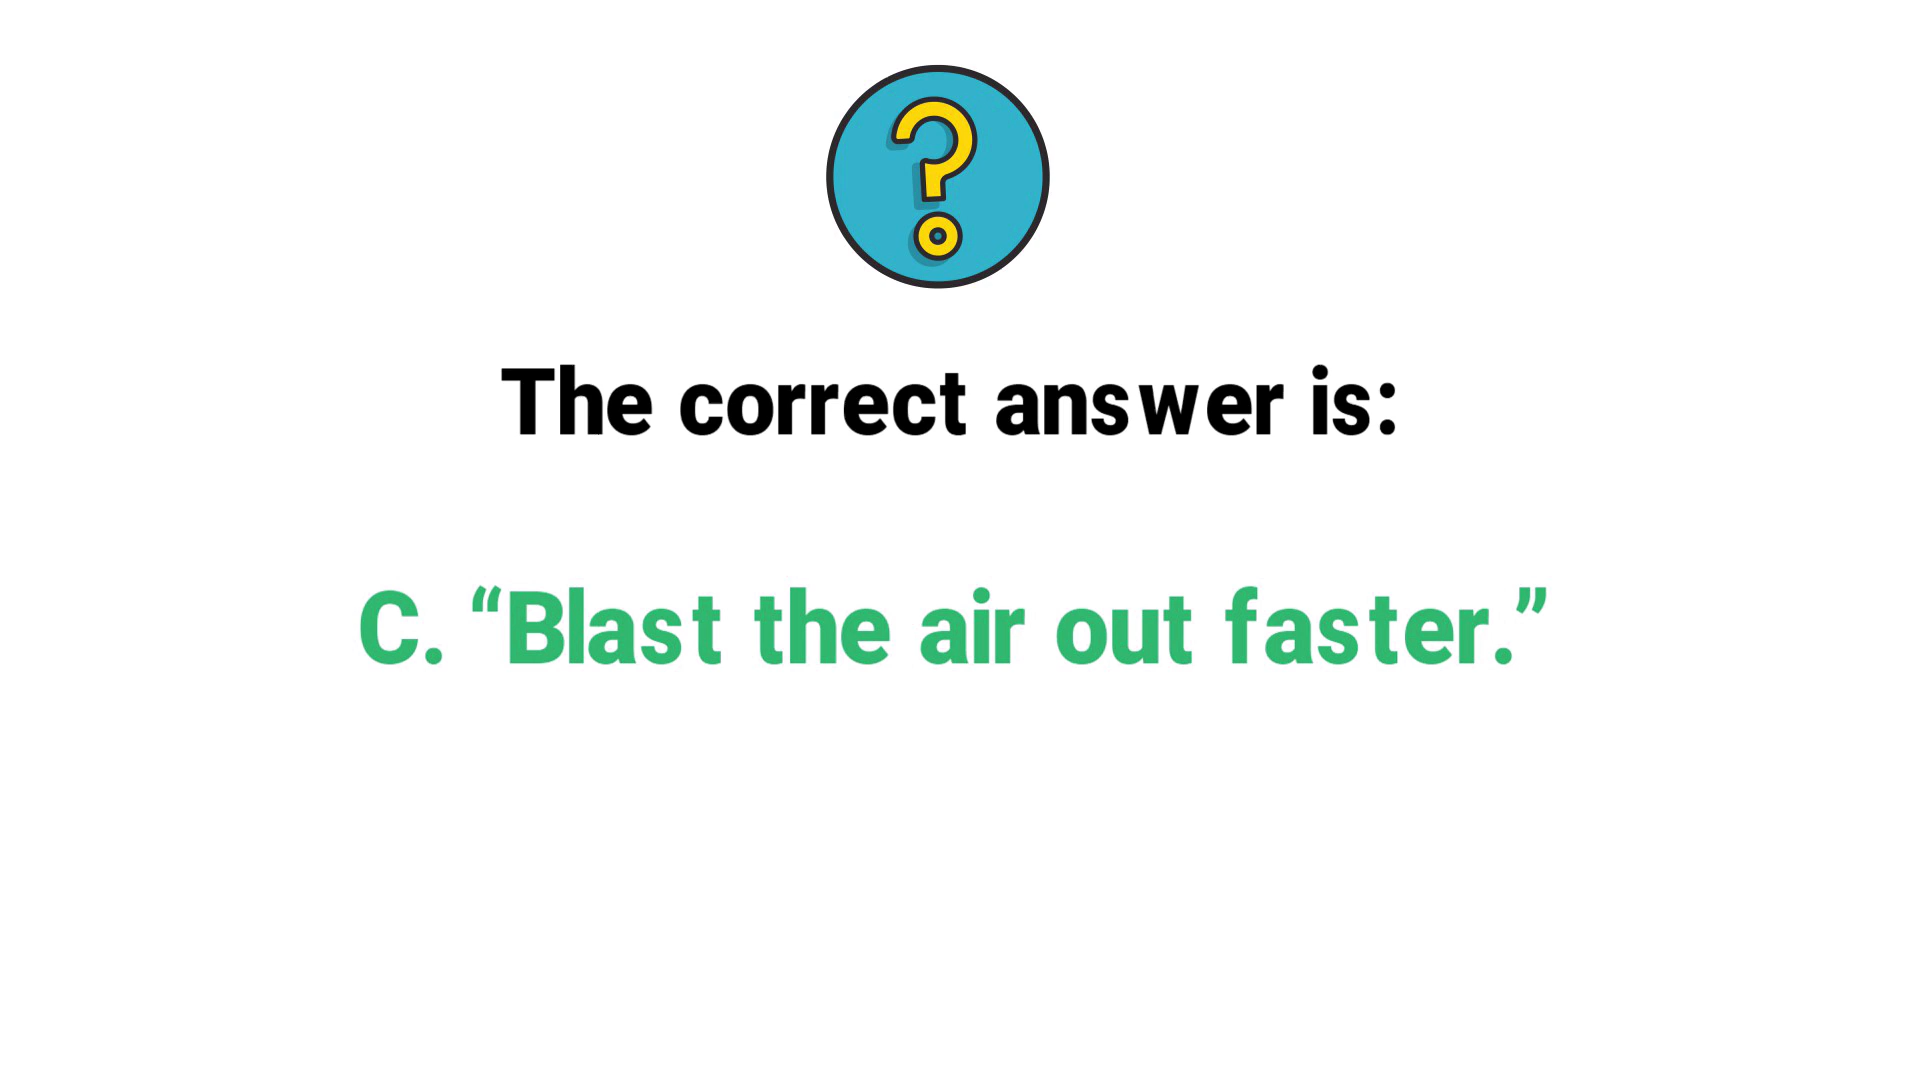 The correct answer is:
C. “Blast the air out faster.”